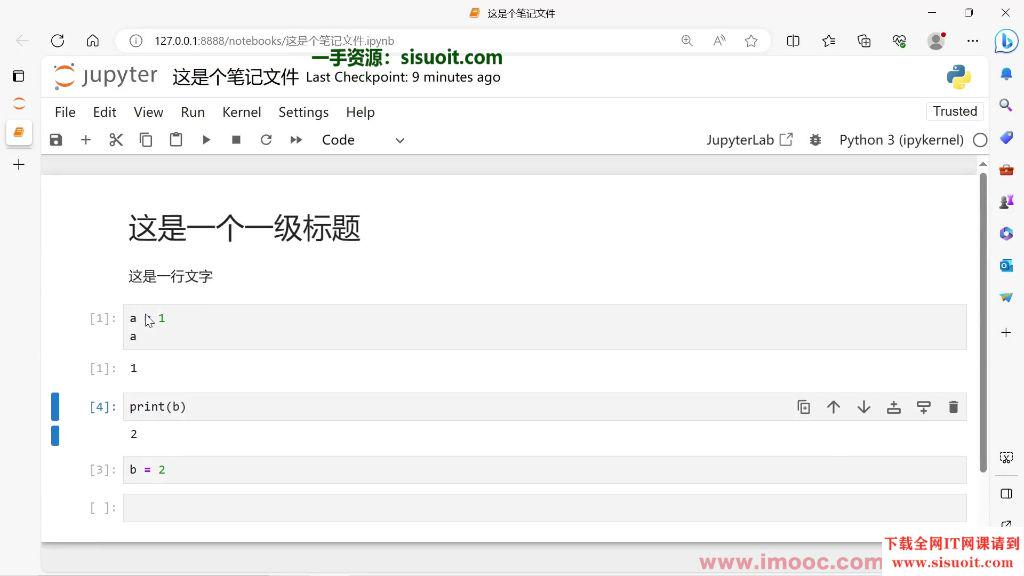 这是个笔记文件
127.0.0.1:8888/notebooks/这是个笔记文件.ipynb
一手资源：sisuoit.com
jupyter 这是个笔记文件 Last Checkpoint: 9 minutes ago
File Edit View Run Kernel Settings Help
Trusted
Code
JupyterLab
Python 3 (ipykernel)
这是一个一级标题
这是一行文字
[1]: a = 1
a
[1]: 1
[4]: print(b)
2
[3]: b = 2
[ ]:
下载全网IT网课请到
www.imooc.com
www.sisuoit.com